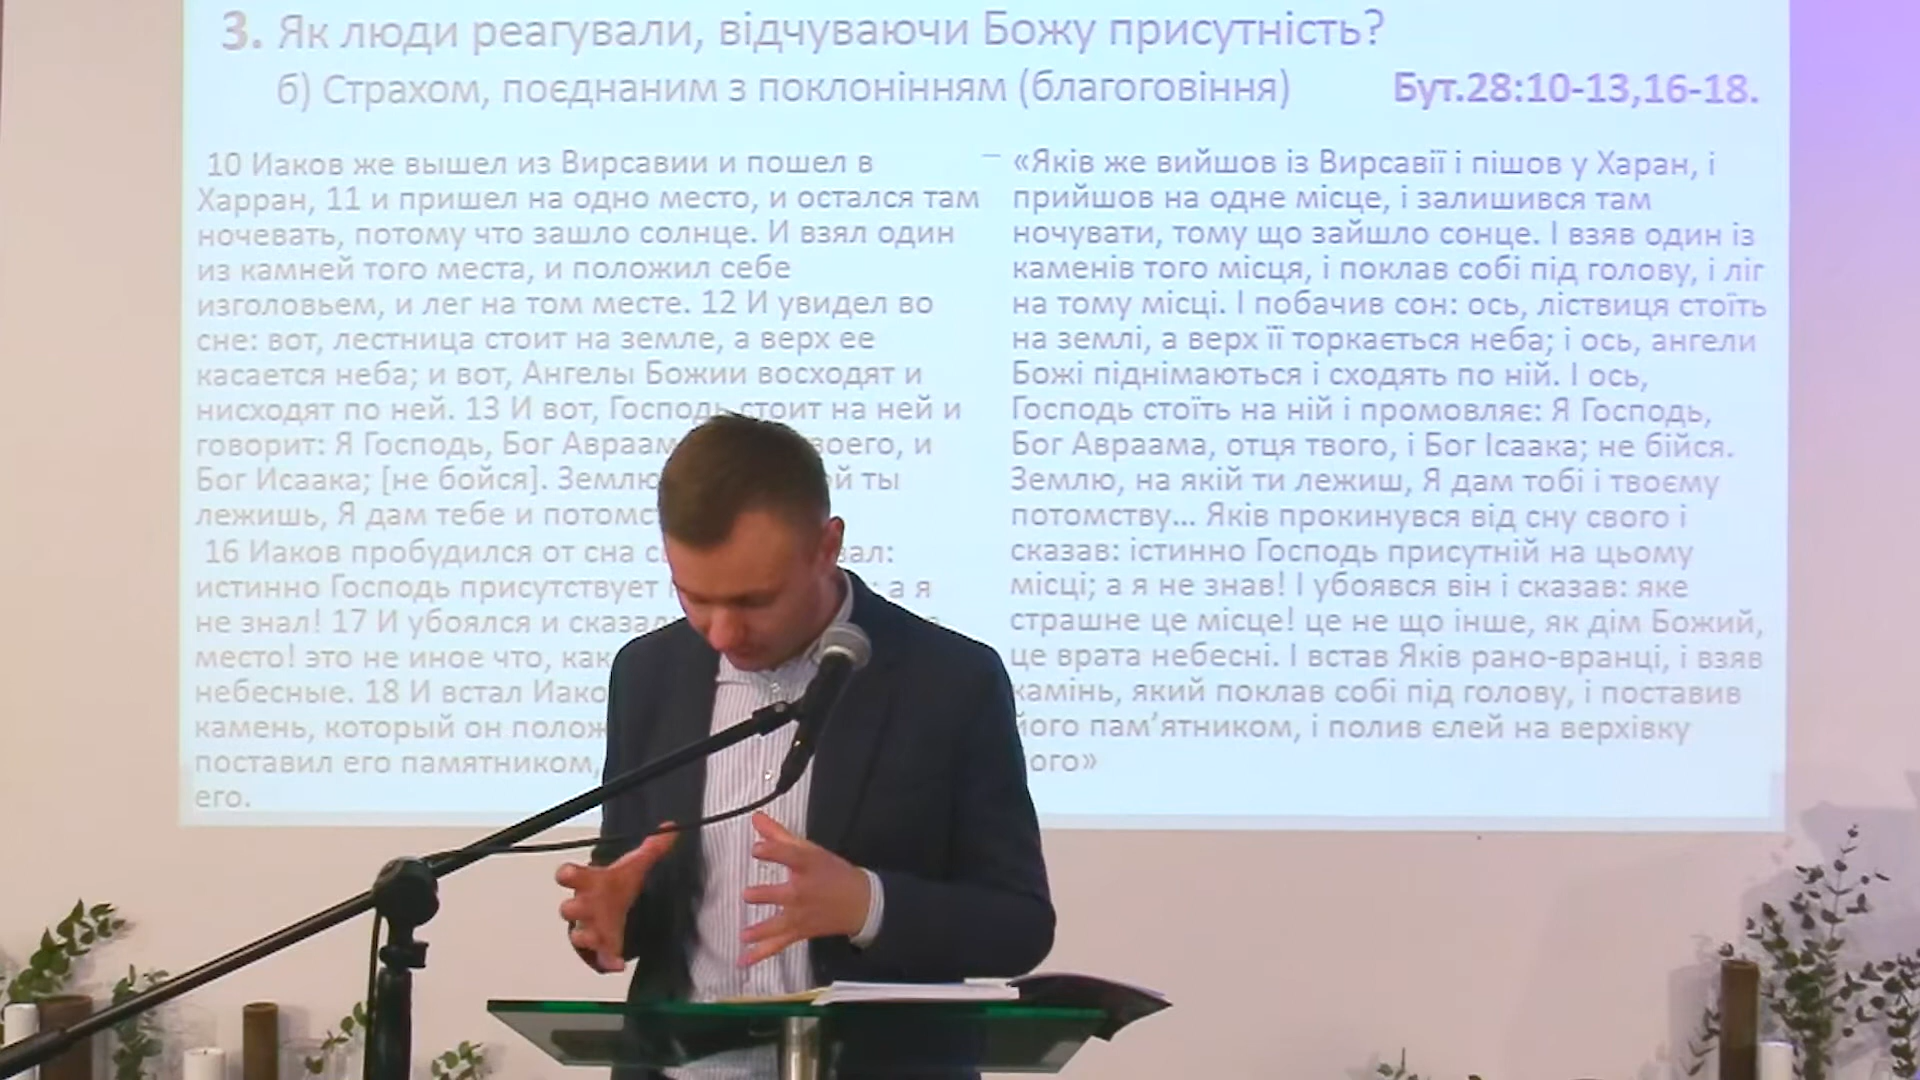 3. Як люди реагували, відчуваючи Божу присутність?
б) Страхом, поєднаним з поклонінням (благоговіння) Бут.28:10-13,16-18.
10 Иаков же вышел из Вирсавии и пошел в
Харран, 11 и пришел на одно место, и остался там
ночевать, потому что зашло солнце. И взял один
из камней того места, и положил себе
изголовьем, и лег на том месте. 12 И увидел во
сне: вот, лестница стоит на земле, а верх ее
касается неба; и вот, Ангелы Божии восходят и
нисходят по ней. 13 И вот, Господь стоит на ней и
говорит: Я Господь, Бог и
Бог Исаака; [не бойся]. ты
лежишь, Я дам тебе и
16 Иаков пробудился от сна
истинно Господь присутствует а я
не знал! 17 И убоялся и
место! это не иное что, как
небесные. 18 И встал
камень, который он
поставил его памятником,
его.
– «Яків же вийшов із Вирсавії і пішов у Харан, і
прийшов на одне місце, і залишився там
ночувати, тому що зайшло сонце. І взяв один із
каменів того місця, і поклав собі під голову, і ліг
на тому місці. І побачив сон: ось, ліствиця стоїть
на землі, а верх її торкається неба; і ось, ангели
Божі піднімаються і сходять по ній. І ось,
Господь стоїть на ній і промовляє: Я Господь,
Бог Авраама, отця твого, і Бог Ісаака; не бійся.
Землю, на якій ти лежиш, Я дам тобі і твоєму
потомству... Яків прокинувся від сну свого і
сказав: істинно Господь присутній на цьому
місці; а я не знав! І убоявся він і сказав: яке
страшне це місце! це не що інше, як дім Божий,
це врата небесні. І встав Яків рано-вранці, і взяв
камінь, який поклав собі під голову, і поставив
його пам’ятником, і полив єлей на верхівку
ого»